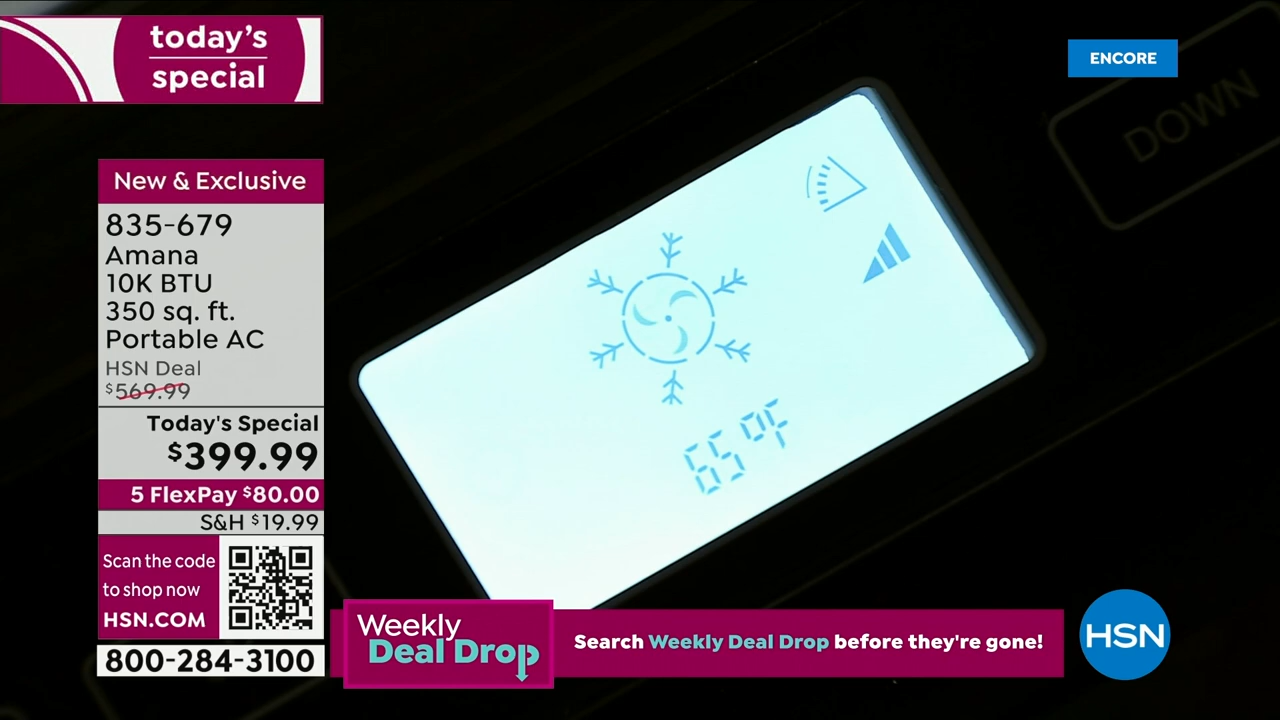 today's
special
ENCORE
DOWN
New & Exclusive
835-679
Amana
10K BTU
350 sq. ft.
Portable AC
HSN Deal
$569.99
Today's Special
$399.99
5 FlexPay $80.00
S&H $19.99
Scan the code
to shop now
HSN.COM
800-284-3100
65°F
Weekly
Deal Drop
Search Weekly Deal Drop before they're gone!
HSN